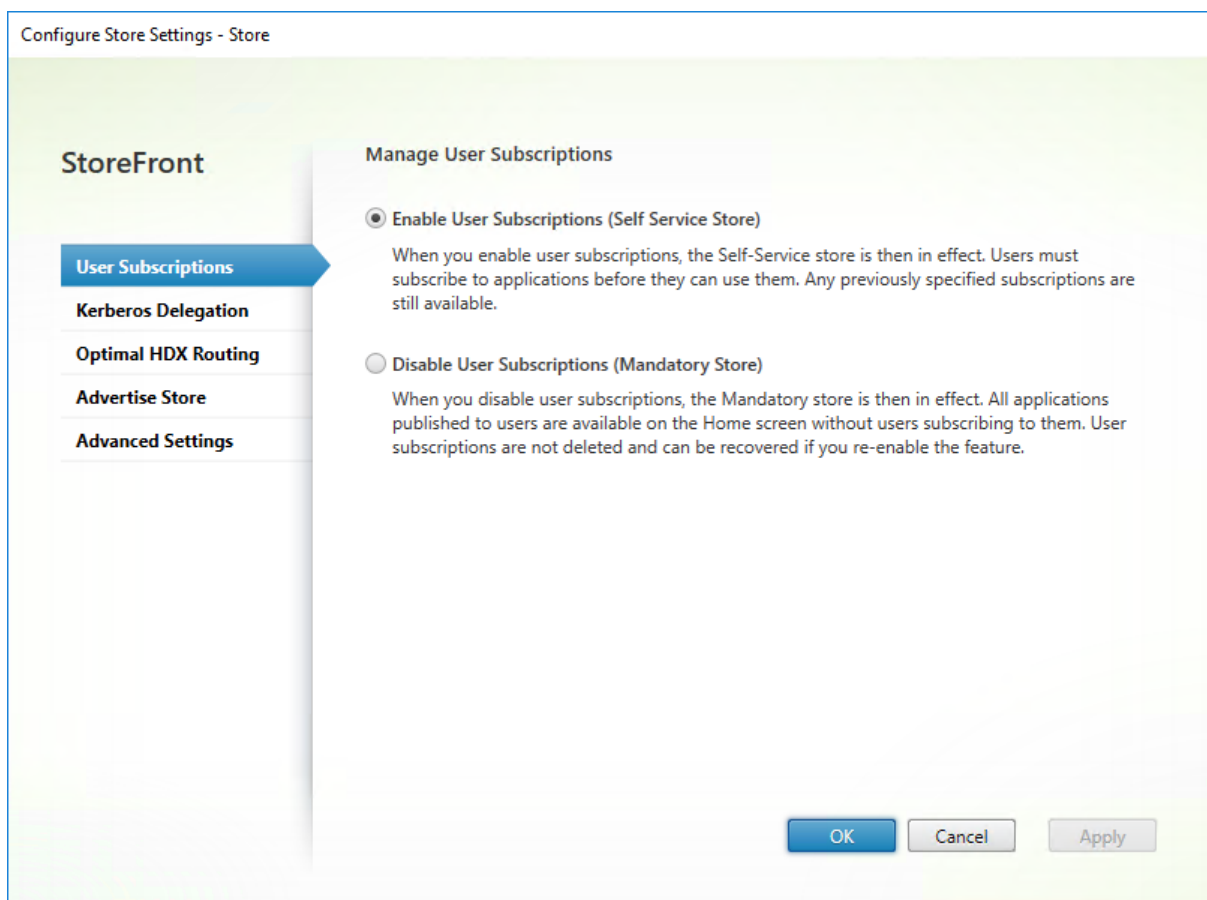 Configure Store Settings - Store
StoreFront
User Subscriptions
Kerberos Delegation
Optimal HDX Routing
Advertise Store
Advanced Settings
Manage User Subscriptions
Enable User Subscriptions (Self Service Store)
When you enable user subscriptions, the Self-Service store is then in effect. Users must
subscribe to applications before they can use them. Any previously specified subscriptions are
still available.
Disable User Subscriptions (Mandatory Store)
When you disable user subscriptions, the Mandatory store is then in effect. All applications
published to users are available on the Home screen without users subscribing to them. User
subscriptions are not deleted and can be recovered if you re-enable the feature.
OK
Cancel
Apply